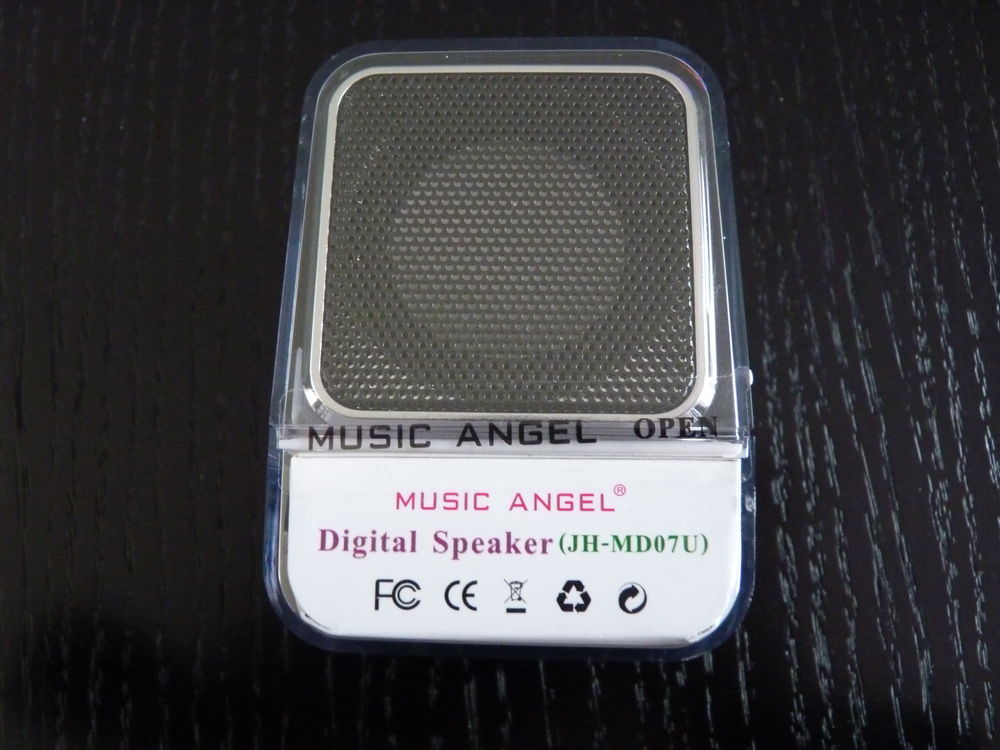 MUSIC ANGEL OPEN
MUSIC ANGEL®
Digital Speaker (JH-MD07U)
FC CE